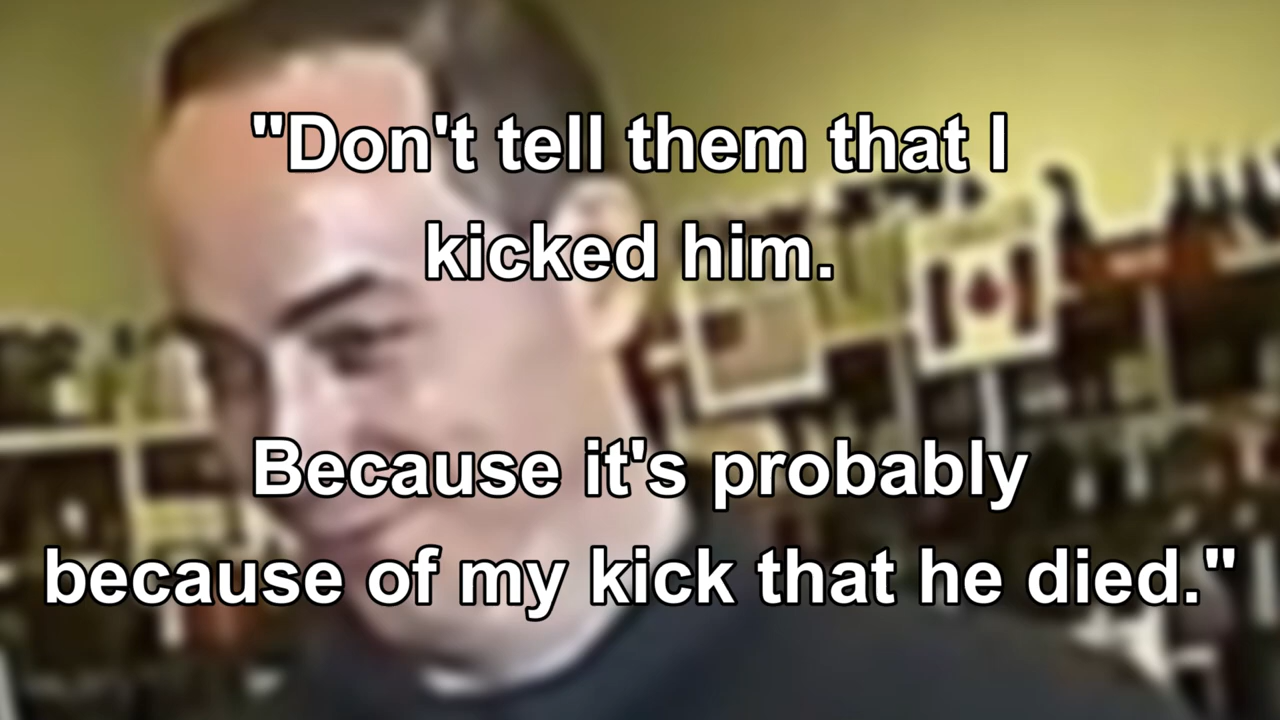 "Don't tell them that I
kicked him.
Because it's probably
because of my kick that he died."